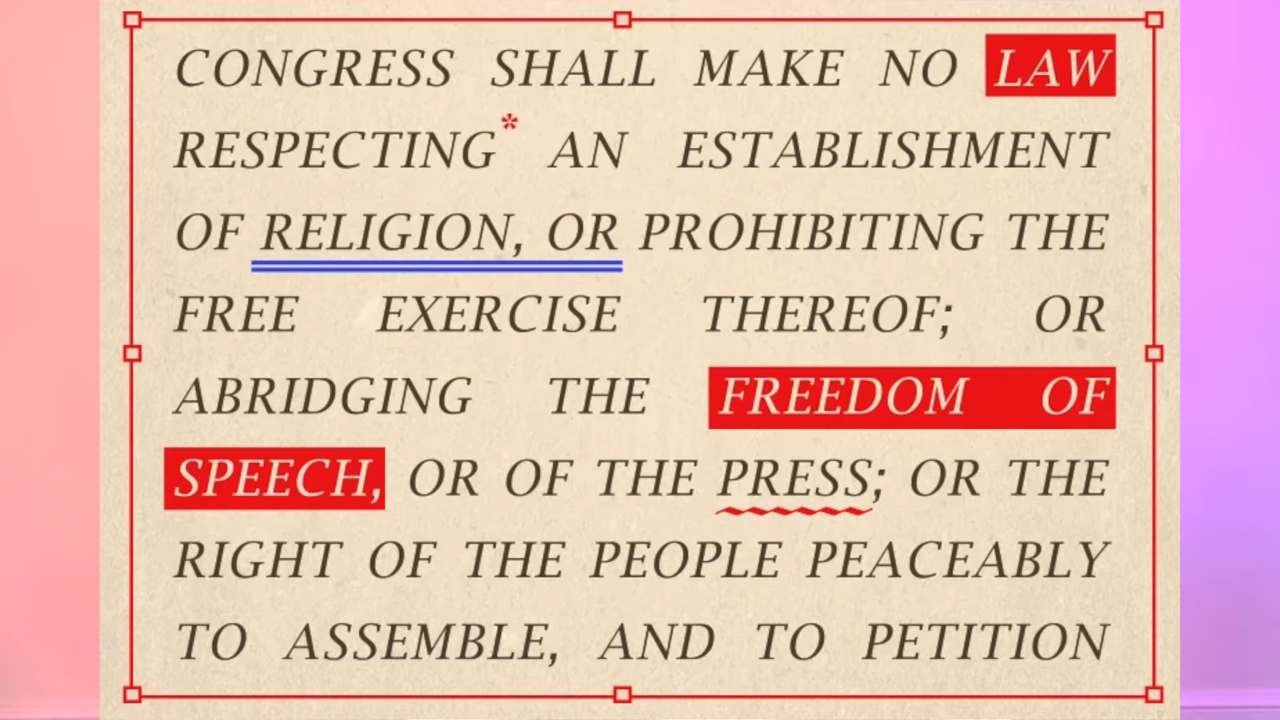 CONGRESS SHALL MAKE NO LAW
RESPECTING* AN ESTABLISHMENT
OF RELIGION, OR PROHIBITING THE
FREE EXERCISE THEREOF; OR
ABRIDGING THE FREEDOM OF
SPEECH, OR OF THE PRESS; OR THE
RIGHT OF THE PEOPLE PEACEABLY
TO ASSEMBLE, AND TO PETITION